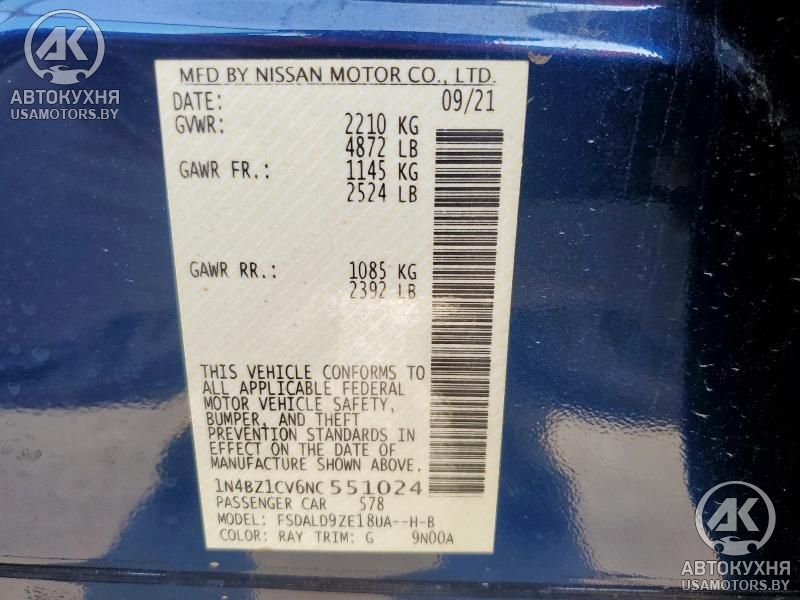 AK
АВТОКУХНЯ
USAMOTORS.BY
MFD BY NISSAN MOTOR CO., LTD.
DATE: 09/21
GVWR: 2210 KG
4872 LB
GAWR FR.: 1145 KG
2524 LB
GAWR RR.: 1085 KG
2392 LB
THIS VEHICLE CONFORMS TO
ALL APPLICABLE FEDERAL
MOTOR VEHICLE SAFETY,
BUMPER, AND THEFT
PREVENTION STANDARDS IN
EFFECT ON THE DATE OF
MANUFACTURE SHOWN ABOVE.
1N4BZ1CV6NC551024
PASSENGER CAR 578
MODEL: FSDALD9ZE18UA--H-B
COLOR: RAY TRIM: G 9N00A
AK
АВТОКУХНЯ
USAMOTORS.BY